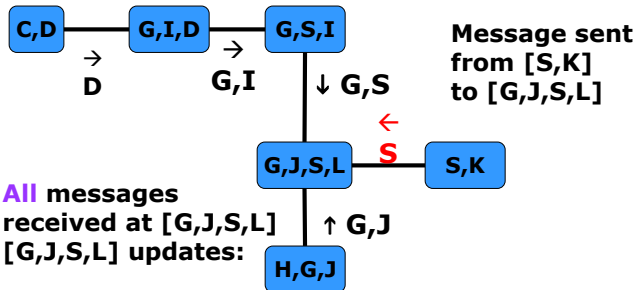 C,D
G,I,D
G,S,I
→
D
→
G,I
↓ G,S
Message sent
from [S,K]
to [G,J,S,L]
←
S
G,J,S,L
S,K
All messages
received at [G,J,S,L]
[G,J,S,L] updates:
↑ G,J
H,G,J